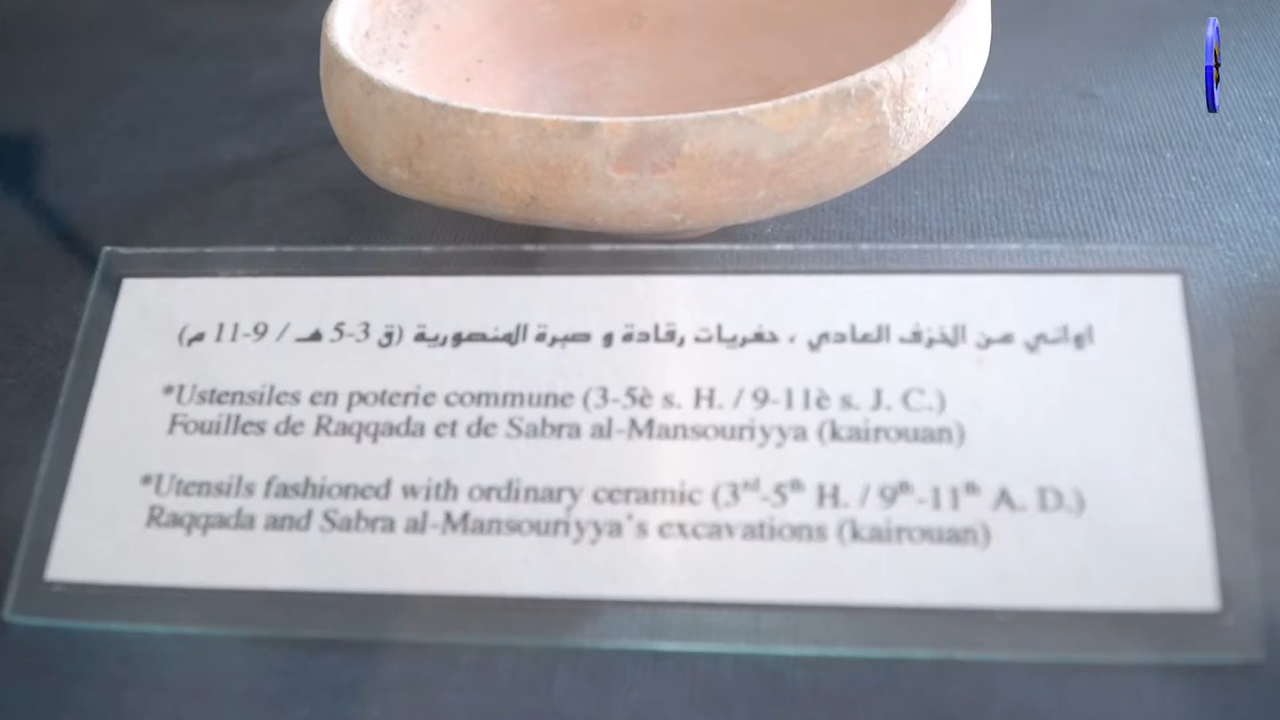 اواني من الخزف العادي ، حفريات رقادة و صبرة المنصورية (ق 3-5 هـ / 9-11 م)
*Ustensiles en poterie commune (3-5è s. H. / 9-11è s. J. C.)
Fouilles de Raqqada et de Sabra al-Mansouriyya (kairouan)
*Utensils fashioned with ordinary ceramic (3rd-5th H. / 9th-11th A. D.)
Raqqada and Sabra al-Mansouriyya's excavations (kairouan)